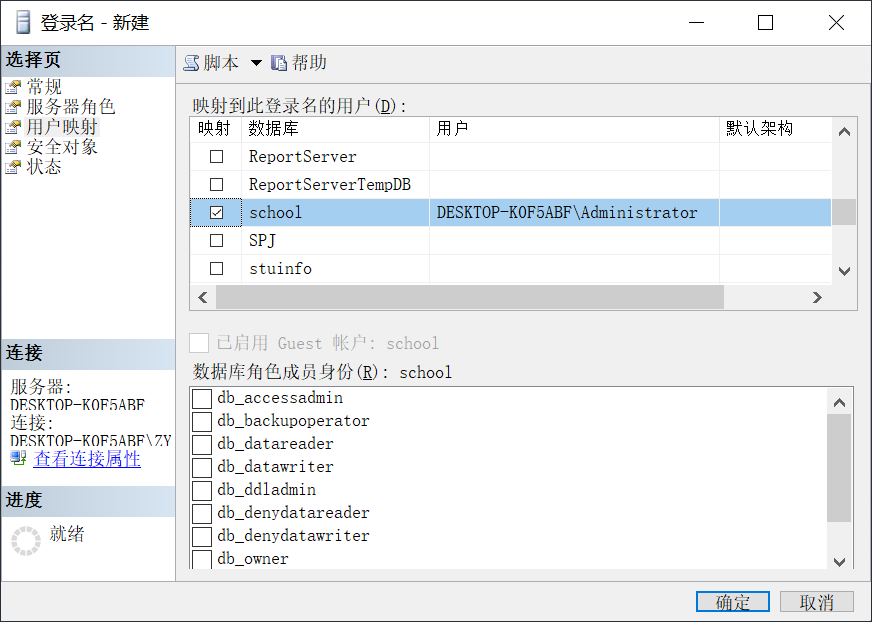 登录名 - 新建
选择页
常规
服务器角色
用户映射
安全对象
状态
连接
服务器:
DESKTOP-K0F5ABF
连接:
DESKTOP-K0F5ABF\ZY
查看连接属性
进度
就绪
脚本 帮助
映射到此登录名的用户(D):
映射 数据库 用户 默认架构
ReportServer
ReportServerTempDB
school DESKTOP-K0F5ABF\Administrator
SPJ
stuinfo
已启用 Guest 帐户: school
数据库角色成员身份(R): school
db_accessadmin
db_backupoperator
db_datareader
db_datawriter
db_ddladmin
db_denydatareader
db_denydatawriter
db_owner
确定 取消